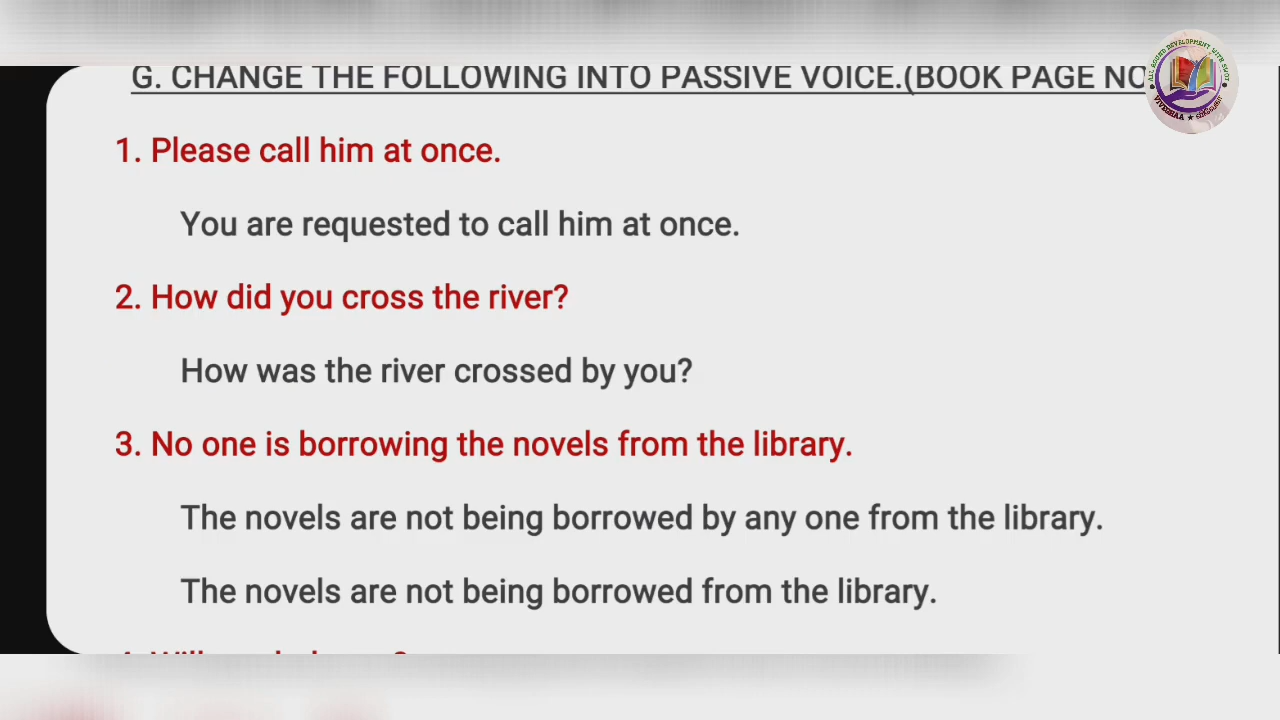 G. CHANGE THE FOLLOWING INTO PASSIVE VOICE.(BOOK PAGE NO
1. Please call him at once.
You are requested to call him at once.
2. How did you cross the river?
How was the river crossed by you?
3. No one is borrowing the novels from the library.
The novels are not being borrowed by any one from the library.
The novels are not being borrowed from the library.